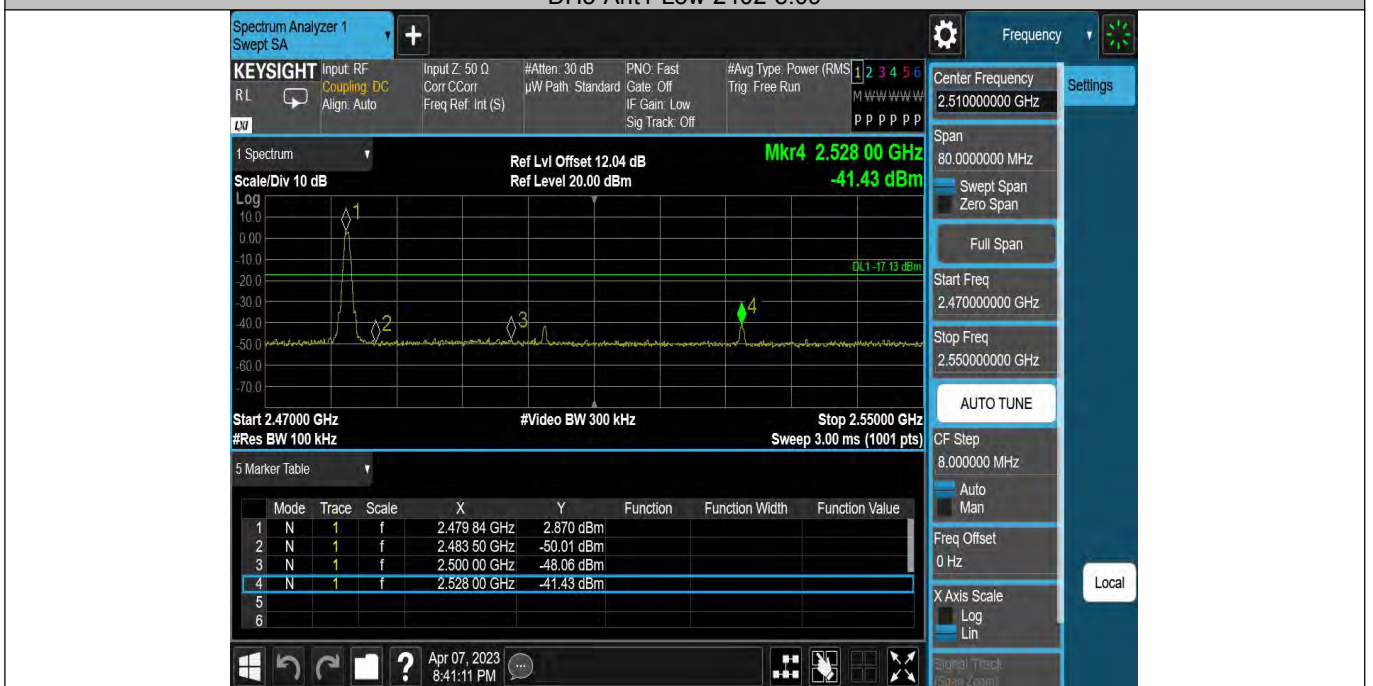 Spectrum Analyzer 1
Swept SA
+
Frequency
KEYSIGHT
RL
LXI
Input: RF
Coupling: DC
Align: Auto
Input Z: 50 Ω
Corr CCorr
Freq Ref: Int (S)
#Atten: 30 dB
µW Path: Standard
PNO: Fast
Gate: Off
IF Gain: Low
Sig Track: Off
#Avg Type: Power (RMS
Trig: Free Run
1 2 3 4 5 6
M W W W W W
P P P P P P
Center Frequency
2.510000000 GHz
Settings
Span
80.0000000 MHz
Swept Span
Zero Span
Full Span
Start Freq
2.470000000 GHz
Stop Freq
2.550000000 GHz
AUTO TUNE
CF Step
8.000000 MHz
Auto
Man
Freq Offset
0 Hz
X Axis Scale
Log
Lin
Signal Track
(Span Zoom)
Local
1 Spectrum
Scale/Div 10 dB
Ref Lvl Offset 12.04 dB
Ref Level 20.00 dBm
Mkr4 2.528 00 GHz
-41.43 dBm
Log
10.0
0.00
-10.0
-20.0
-30.0
-40.0
-50.0
-60.0
-70.0
1
2
3
4
DL1 -17.13 dBm
Start 2.47000 GHz
#Res BW 100 kHz
#Video BW 300 kHz
Stop 2.55000 GHz
Sweep 3.00 ms (1001 pts)
5 Marker Table
Mode Trace Scale X Y Function Function Width Function Value
1 N 1 f 2.479 84 GHz 2.870 dBm
2 N 1 f 2.483 50 GHz -50.01 dBm
3 N 1 f 2.500 00 GHz -48.06 dBm
4 N 1 f 2.528 00 GHz -41.43 dBm
5
6
?
Apr 07, 2023
8:41:11 PM